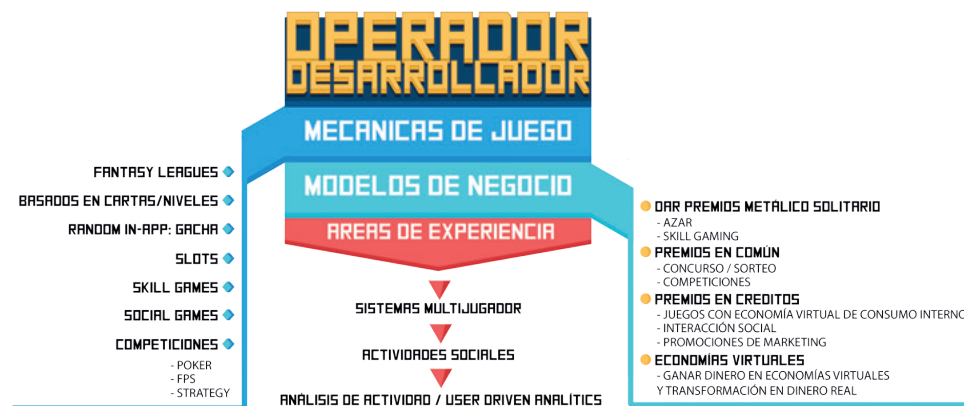 OPERADOR
DESARROLLADOR
MECANICAS DE JUEGO
MODELOS DE NEGOCIO
AREAS DE EXPERIENCIA
FANTASY LEAGUES
BASADOS EN CARTAS/NIVELES
RANDOM IN-APP: GACHA
SLOTS
SKILL GAMES
SOCIAL GAMES
COMPETICIONES
- POKER
- FPS
- STRATEGY
SISTEMAS MULTIJUGADOR
ACTIVIDADES SOCIALES
ANÁLISIS DE ACTIVIDAD / USER DRIVEN ANALÍTICS
DAR PREMIOS METÁLICO SOLITARIO
- AZAR
- SKILL GAMING
PREMIOS EN COMÚN
- CONCURSO / SORTEO
- COMPETICIONES
PREMIOS EN CREDITOS
- JUEGOS CON ECONOMÍA VIRTUAL DE CONSUMO INTERNO
- INTERACCIÓN SOCIAL
- PROMOCIONES DE MARKETING
ECONOMÍAS VIRTUALES
- GANAR DINERO EN ECONOMÍAS VIRTUALES
Y TRANSFORMACIÓN EN DINERO REAL